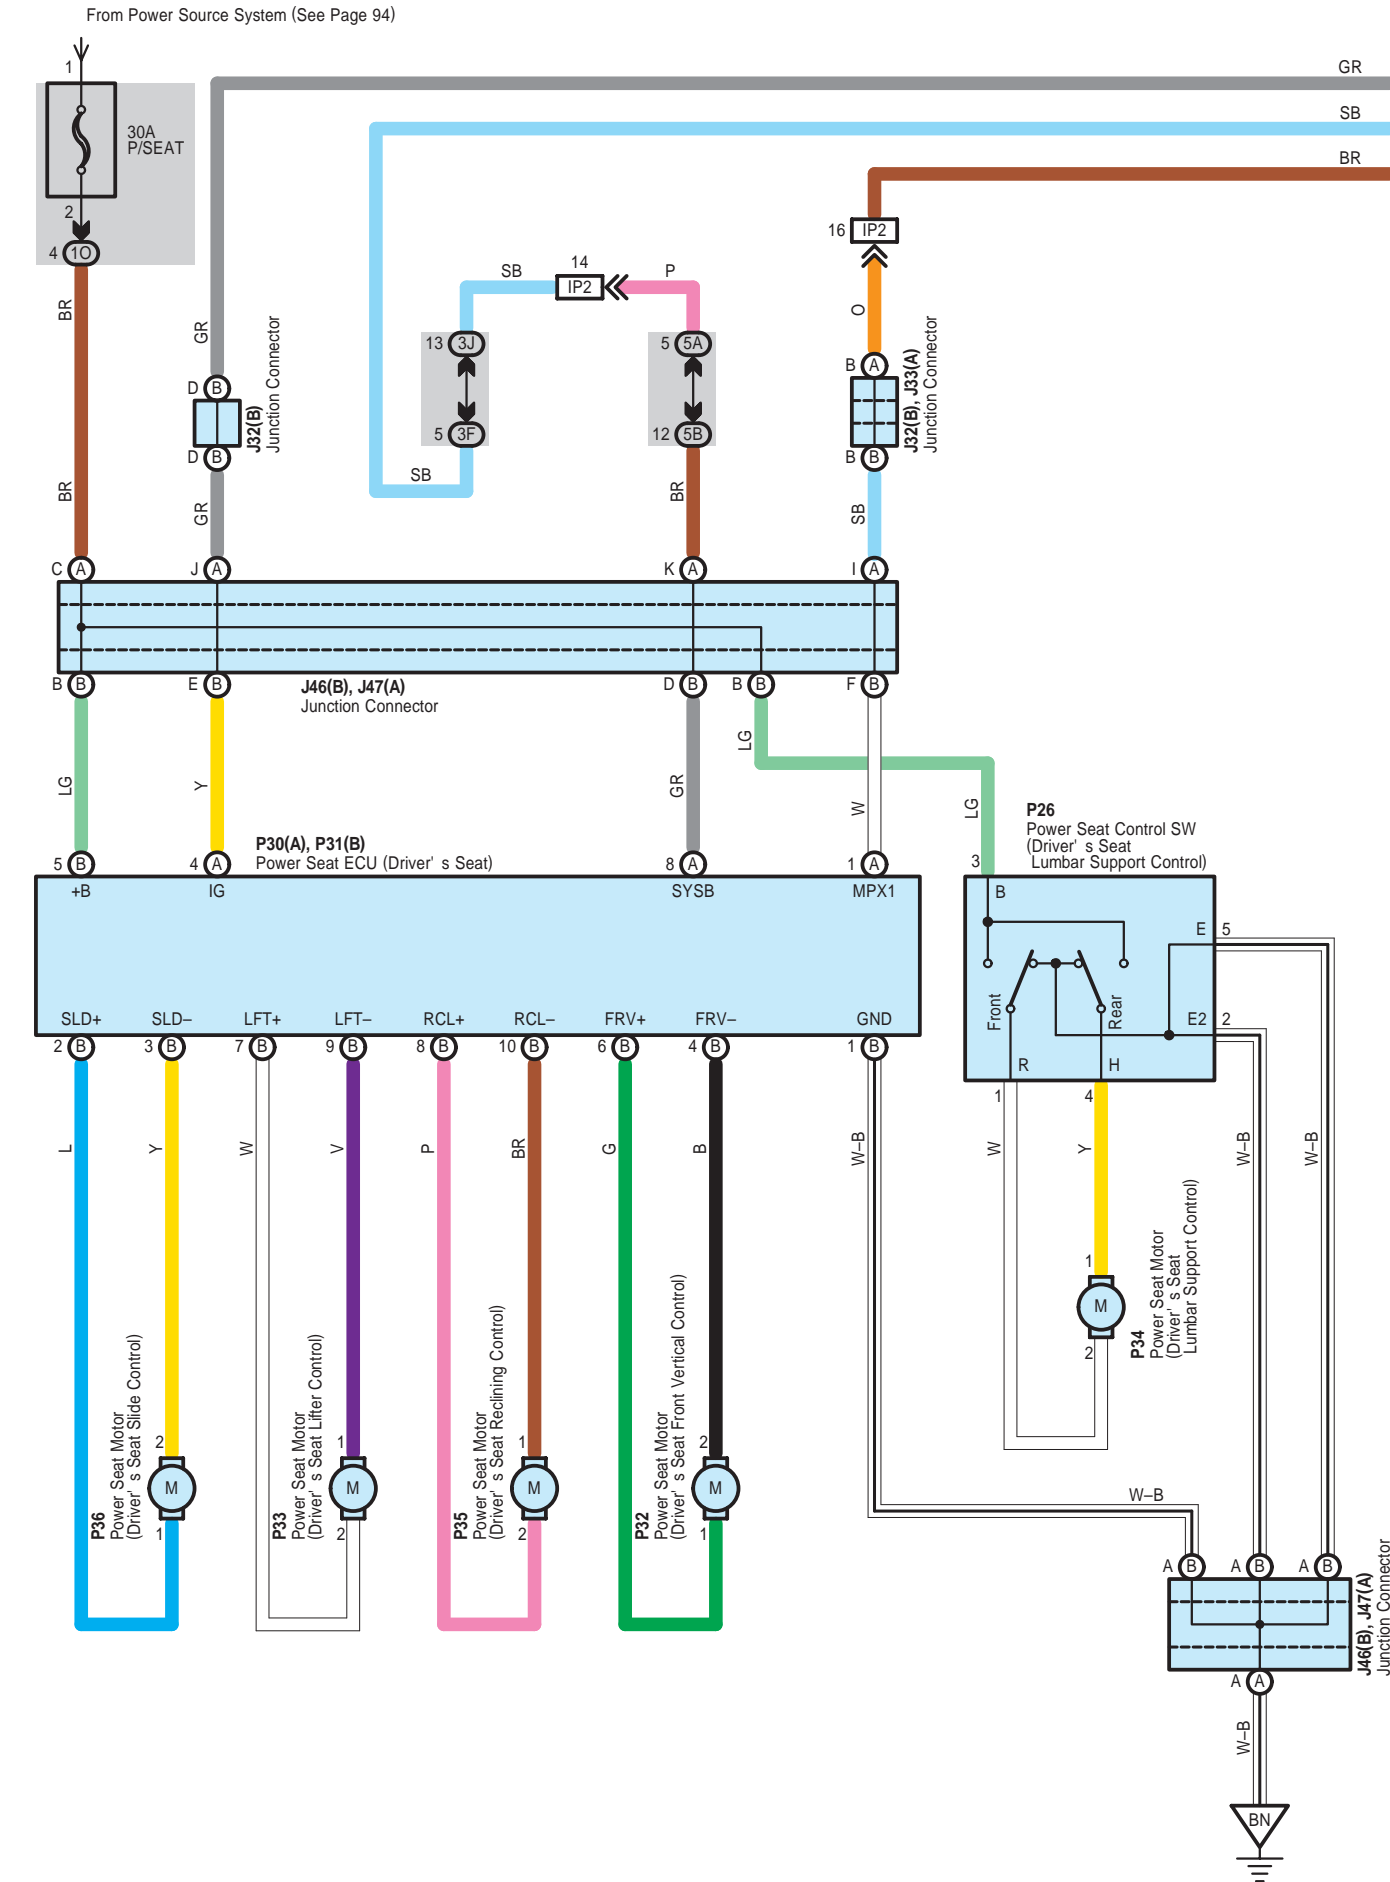 From Power Source System (See Page 94)
1
GR
SB
BR
30A
P/SEAT
2
4 1O
16 IP2
14
SB IP2 P
BR
GR
O
13 3J
5 5A
B A
D B
J32(B)
Junction Connector
J32(B), J33(A)
Junction Connector
5 3F
12 5B
D B
B B
SB
BR
GR
BR
SB
C A
J A
K A
I A
B B
E B
J46(B), J47(A)
Junction Connector
D B
B B
F B
LG
LG
Y
GR
W
LG
P26
Power Seat Control SW
(Driver' s Seat
Lumbar Support Control)
P30(A), P31(B)
Power Seat ECU (Driver' s Seat)
5 B
4 A
8 A
1 A
3
+B
IG
SYSB
MPX1
B
E 5
Front
Rear
E2 2
SLD+
SLD–
LFT+
LFT–
RCL+
RCL–
FRV+
FRV–
GND
2 B
3 B
7 B
9 B
8 B
10 B
6 B
4 B
1 B
R
H
1
4
L
Y
W
V
P
BR
G
B
W–B
W
Y
W–B
W–B
1
M
2
P34
Power Seat Motor
(Driver' s Seat
Lumbar Support Control)
P36
Power Seat Motor
(Driver' s Seat Slide Control)
2
M
1
P33
Power Seat Motor
(Driver' s Seat Lifter Control)
1
M
2
P35
Power Seat Motor
(Driver' s Seat Reclining Control)
1
M
2
P32
Power Seat Motor
(Driver' s Seat Front Vertical Control)
2
M
1
W–B
A B
A B
A B
J46(B), J47(A)
Junction Connector
A A
W–B
BN